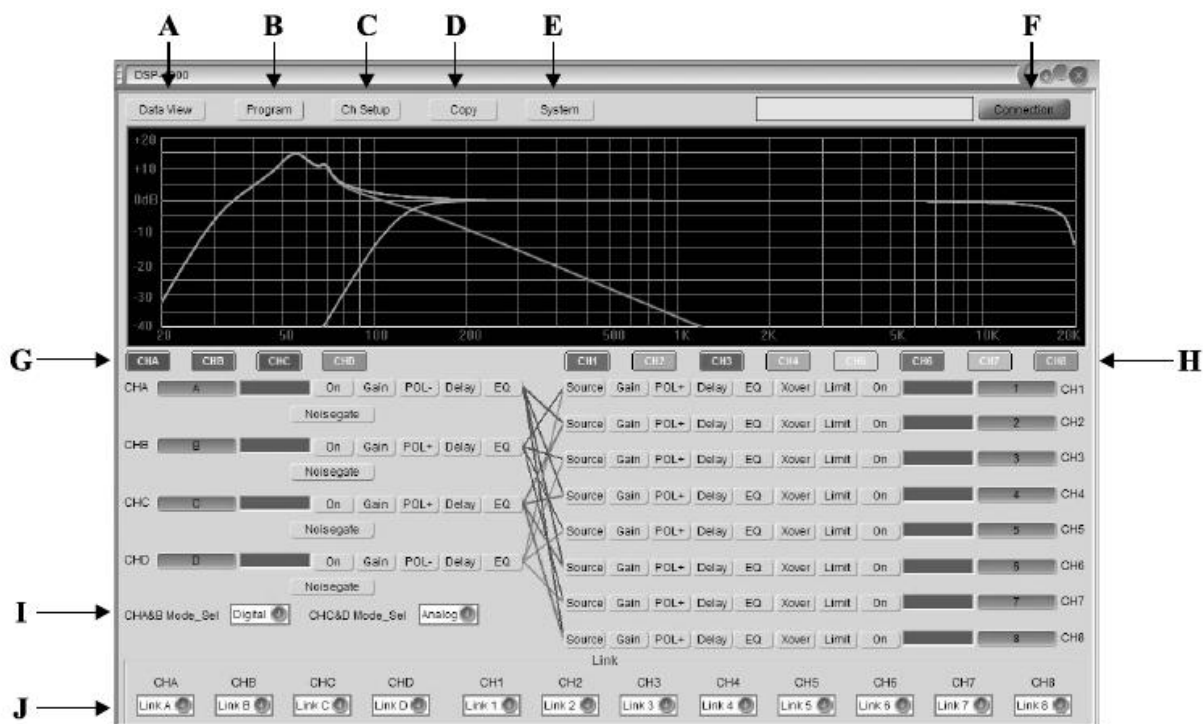 A B C D E F
DSP-4800
Data View Program Ch Setup Copy System Connection
+20
+10
0dB
-10
-20
-30
-40
20 50 100 200 500 1K 2K 5K 10K 20K
G CHA CHB CHC CHD CH1 CH2 CH3 CH4 CH5 CH6 CH7 CH8 H
CHA A On Gain POL- Delay EQ Source Gain POL+ Delay EQ Xover Limit On 1 CH1
Noisegate
Source Gain POL+ Delay EQ Xover Limit On 2 CH2
CHB B On Gain POL+ Delay EQ
Noisegate
Source Gain POL+ Delay EQ Xover Limit On 3 CH3
CHC C On Gain POL+ Delay EQ
Source Gain POL+ Delay EQ Xover Limit On 4 CH4
Noisegate
Source Gain POL+ Delay EQ Xover Limit On 5 CH5
CHD D On Gain POL- Delay EQ
Source Gain POL+ Delay EQ Xover Limit On 6 CH6
Noisegate
Source Gain POL+ Delay EQ Xover Limit On 7 CH7
I CHA&B Mode_Sel Digital CHC&D Mode_Sel Analog
Source Gain POL+ Delay EQ Xover Limit On 8 CH8
Link
CHA CHB CHC CHD CH1 CH2 CH3 CH4 CH5 CH6 CH7 CH8
J Link A Link B Link C Link D Link 1 Link 2 Link 3 Link 4 Link 5 Link 6 Link 7 Link 8